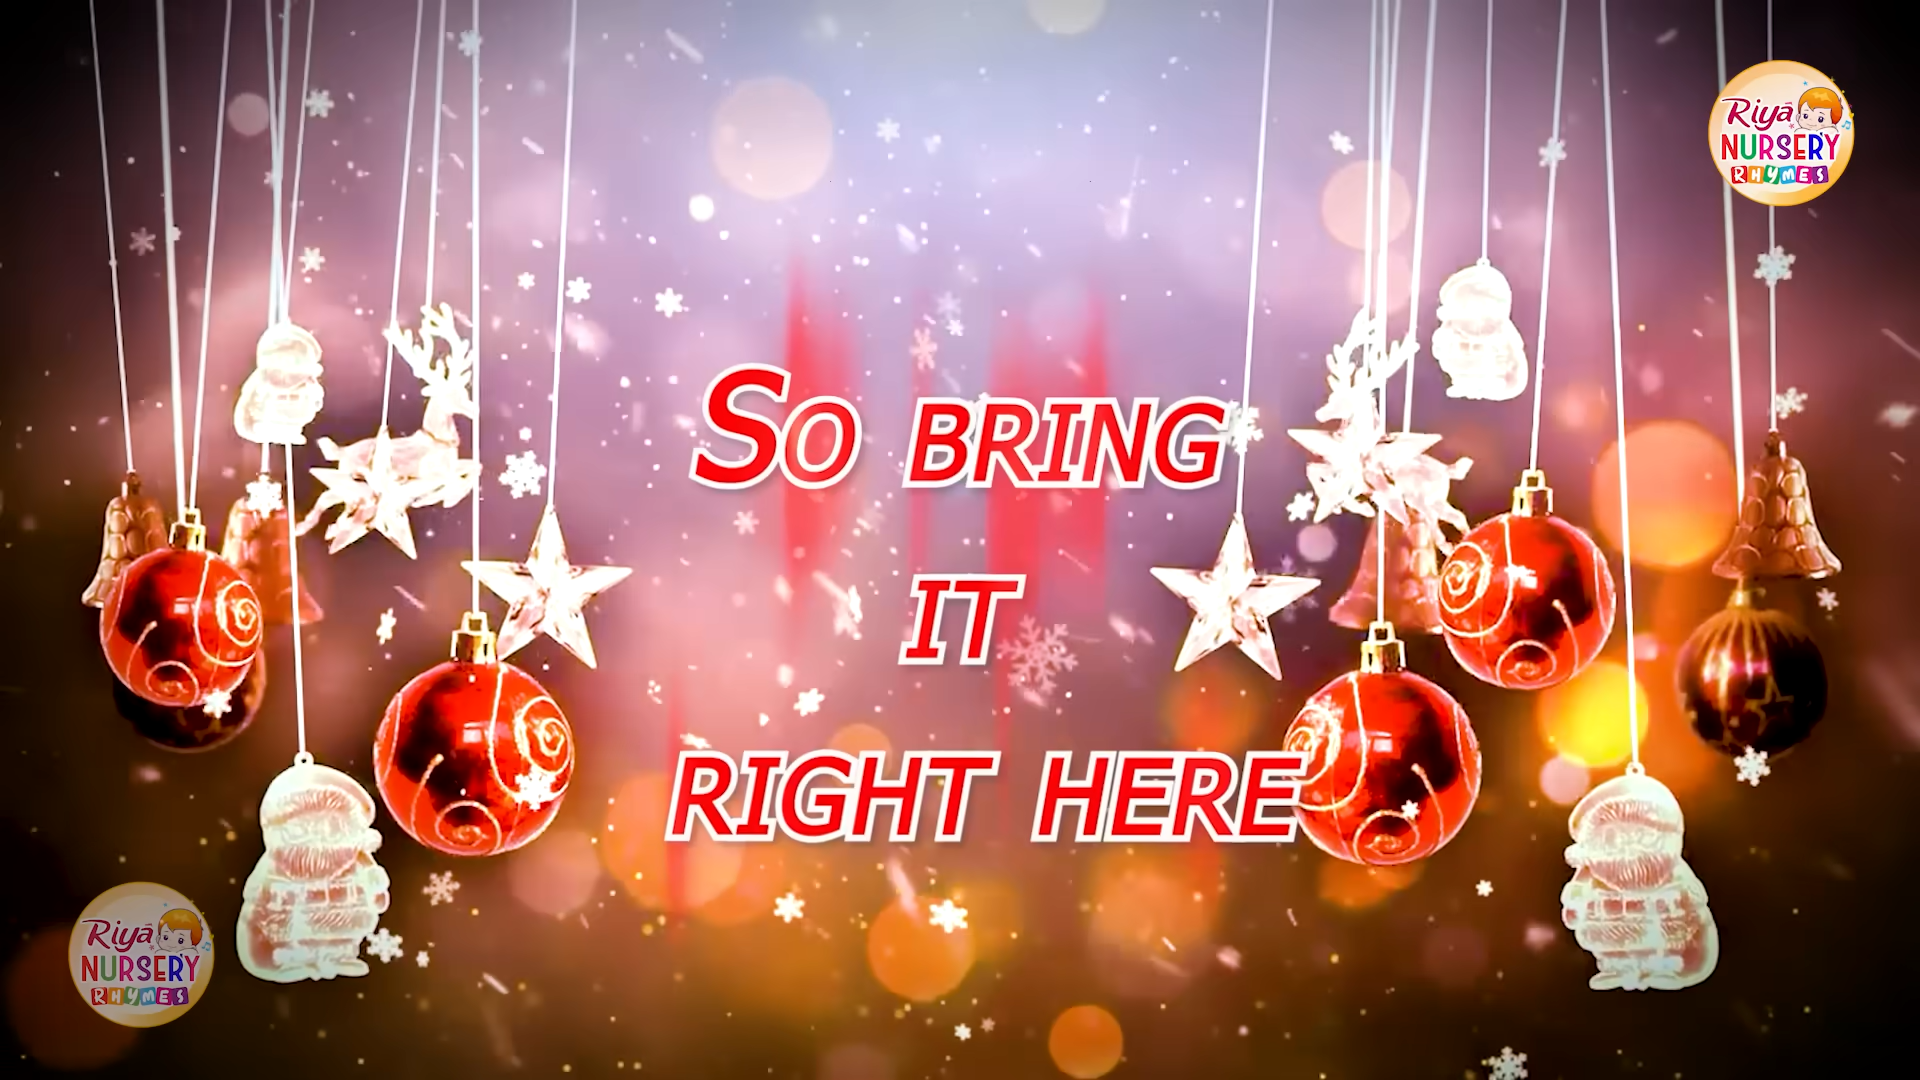 Riya
NURSERY
RHYMES
SO BRING
IT
RIGHT HERE
Riya
NURSERY
RHYMES